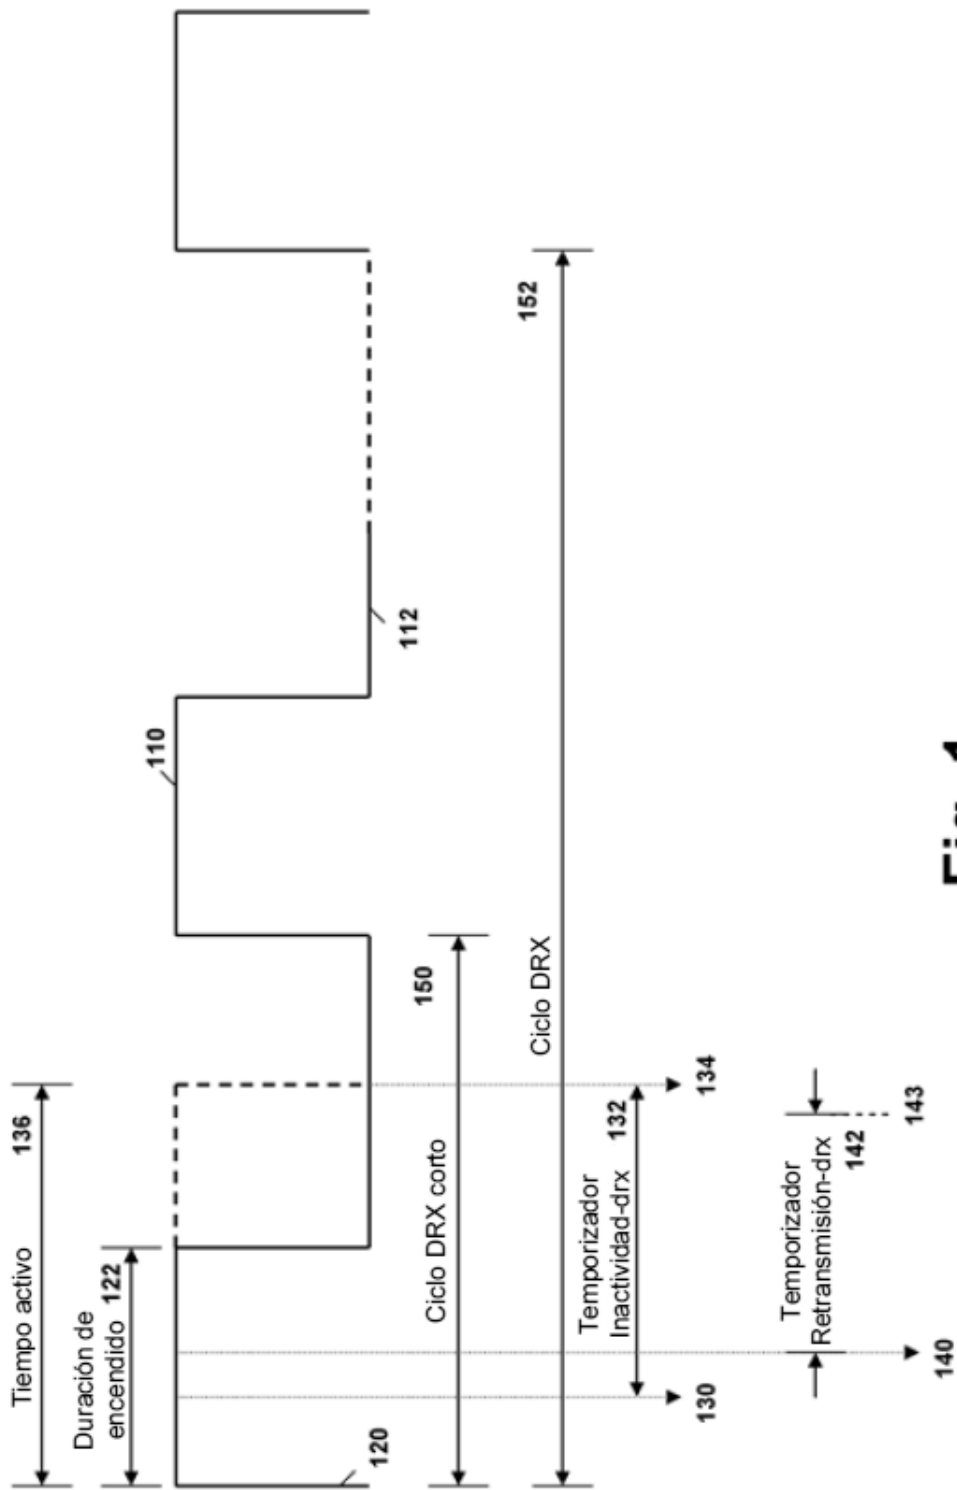 Tiempo activo
136
Duración de
encendido
122
110
120
112
Ciclo DRX corto
150
Ciclo DRX
152
Temporizador
Inactividad-drx
132
130
134
Temporizador
Retransmisión-drx
142
140
143